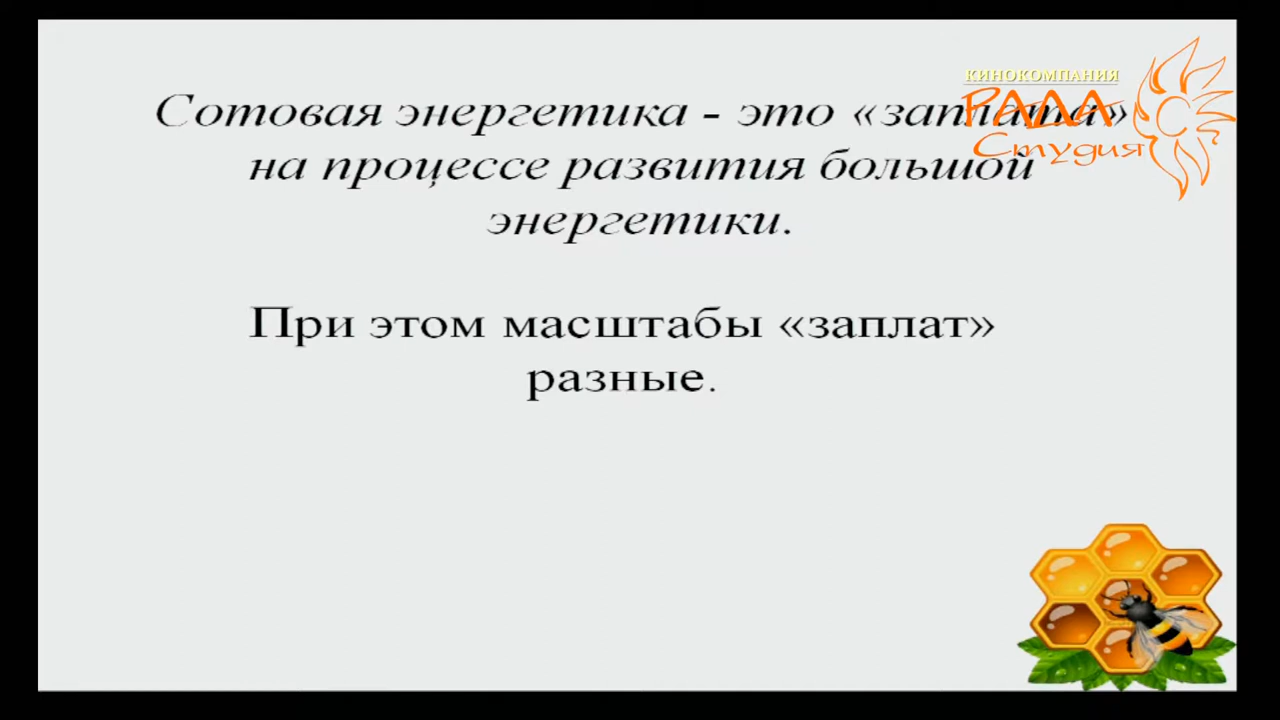 КИНОКОМПАНИЯ
РАДА
Студия
Сотовая энергетика - это «заплата»
на процессе развития большой
энергетики.
При этом масштабы «заплат»
разные.